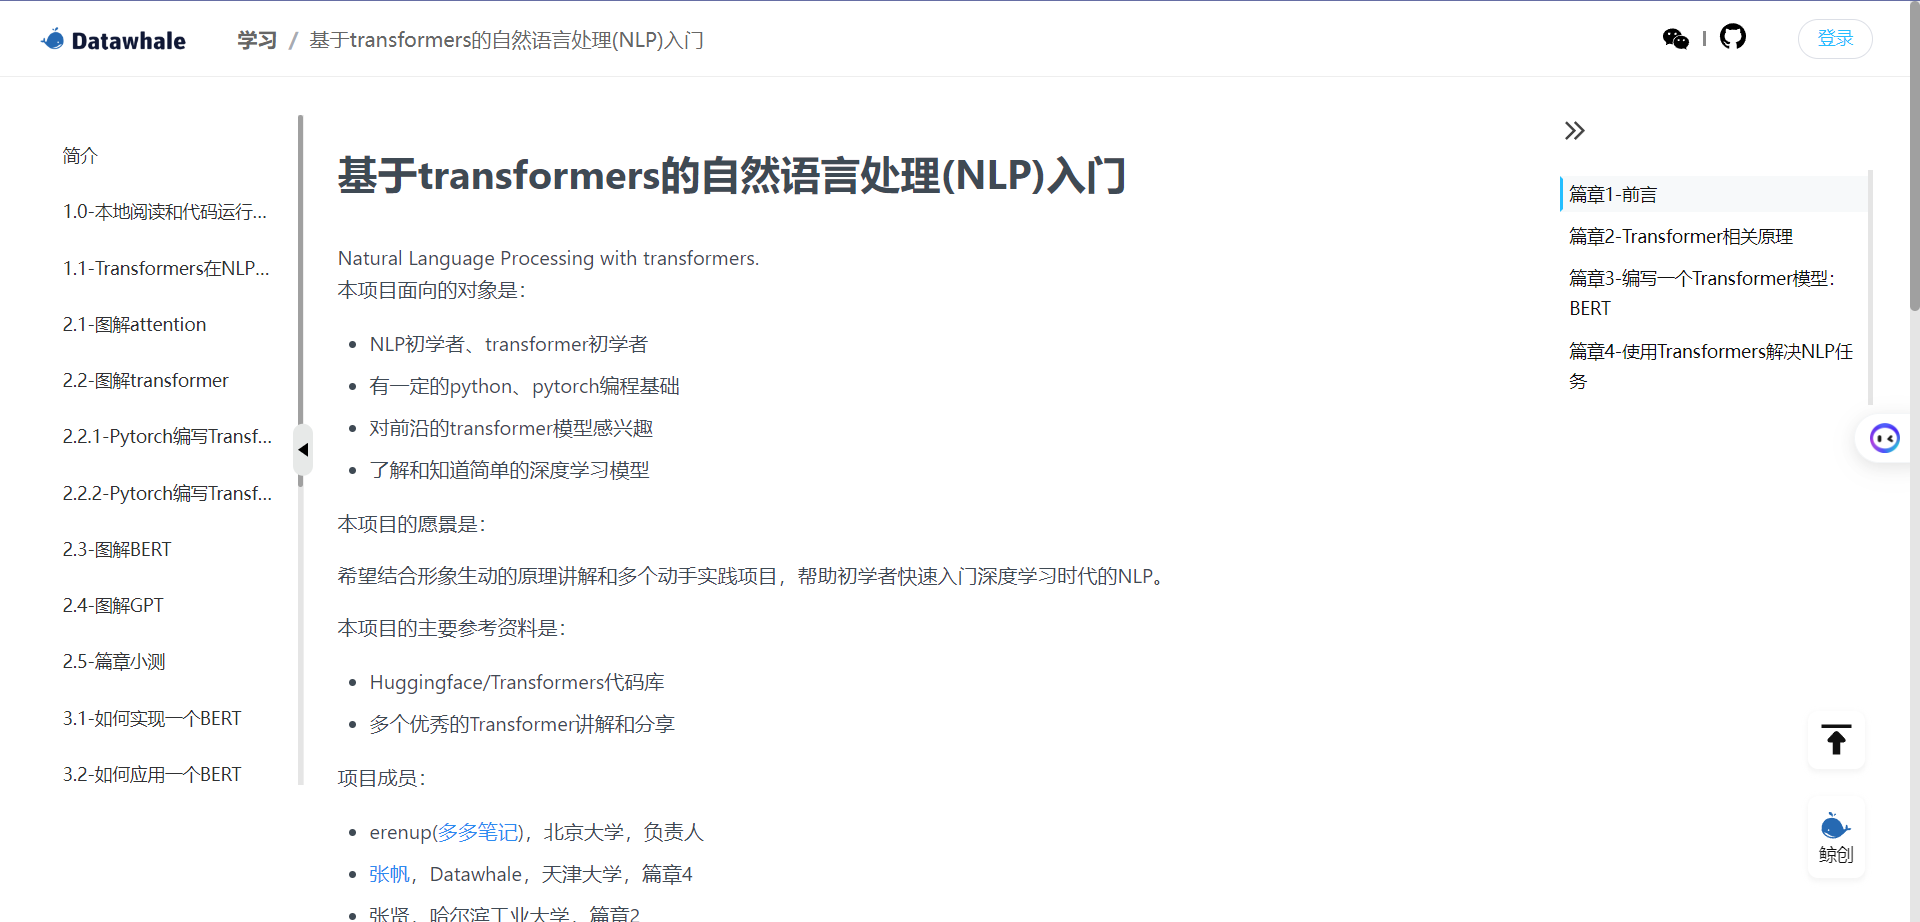 Datawhale
学习 / 基于transformers的自然语言处理(NLP)入门
登录
简介
1.0-本地阅读和代码运行...
1.1-Transformers在NLP...
2.1-图解attention
2.2-图解transformer
2.2.1-Pytorch编写Transf...
2.2.2-Pytorch编写Transf...
2.3-图解BERT
2.4-图解GPT
2.5-篇章小测
3.1-如何实现一个BERT
3.2-如何应用一个BERT
基于transformers的自然语言处理(NLP)入门
Natural Language Processing with transformers.
本项目面向的对象是：
NLP初学者、transformer初学者
有一定的python、pytorch编程基础
对前沿的transformer模型感兴趣
了解和知道简单的深度学习模型
本项目的愿景是：
希望结合形象生动的原理讲解和多个动手实践项目，帮助初学者快速入门深度学习时代的NLP。
本项目的主要参考资料是：
Huggingface/Transformers代码库
多个优秀的Transformer讲解和分享
项目成员：
erenup(多多笔记)，北京大学，负责人
张帆，Datawhale，天津大学，篇章4
张贤，哈尔滨工业大学，篇章2
篇章1-前言
篇章2-Transformer相关原理
篇章3-编写一个Transformer模型：
BERT
篇章4-使用Transformers解决NLP任
务
鲸创